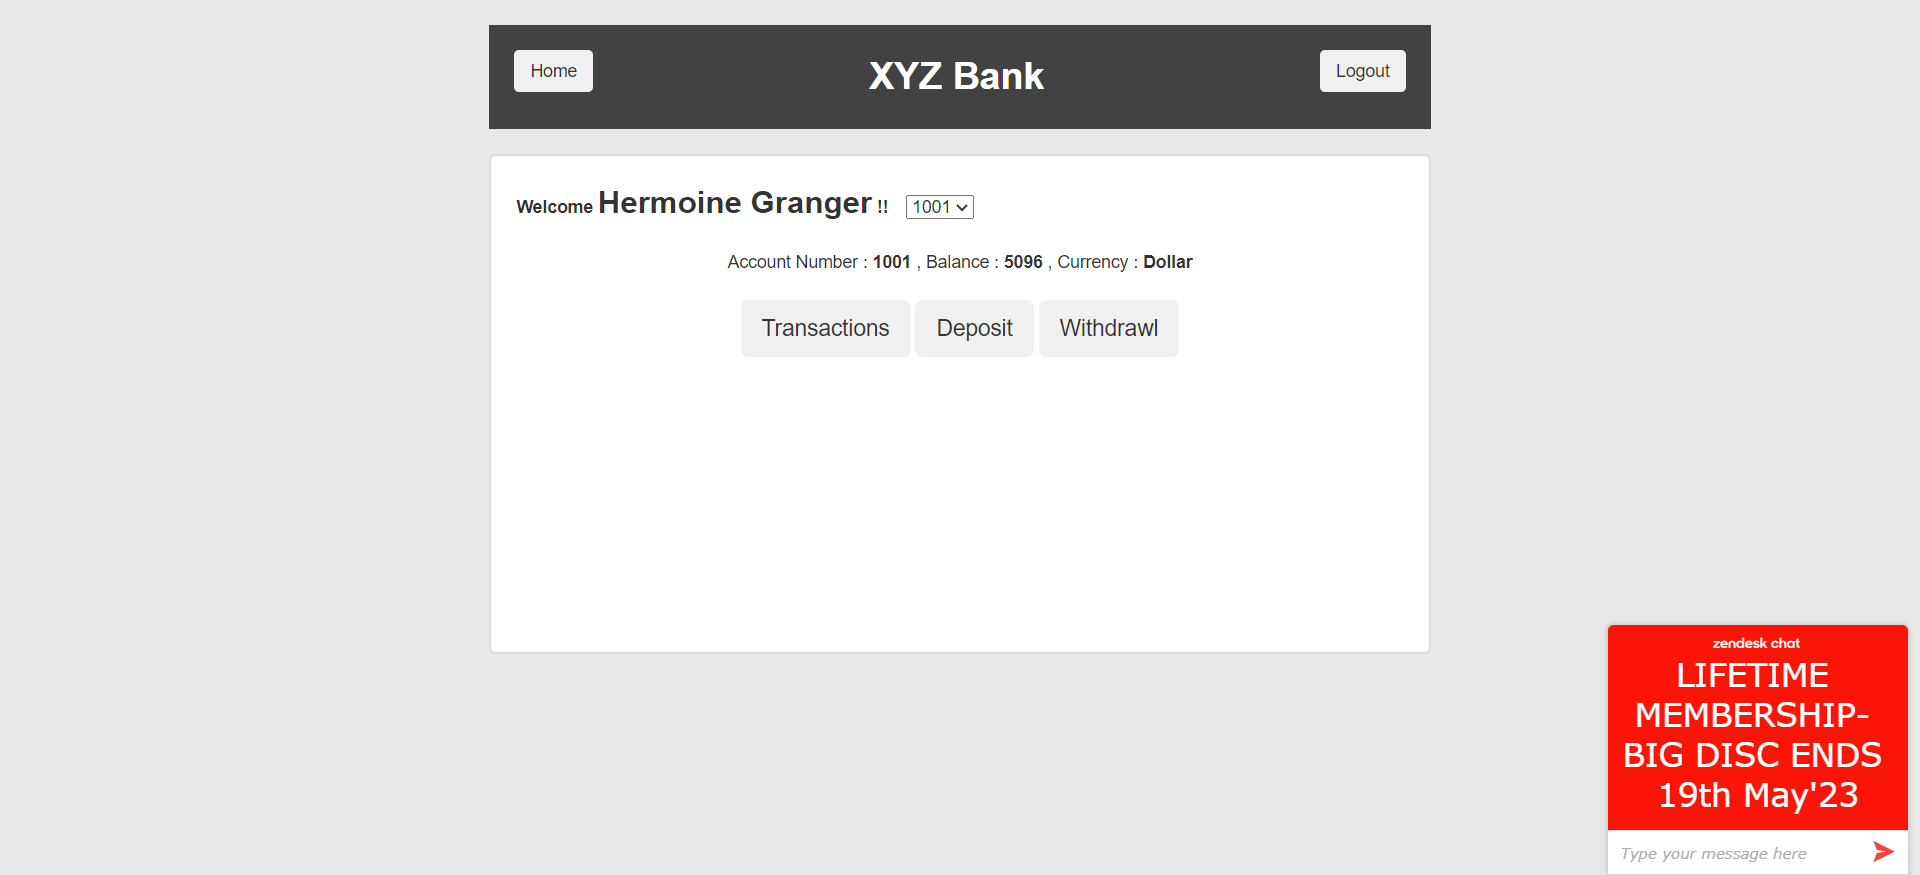 Home
XYZ Bank
Logout
Welcome Hermoine Granger !! 1001
Account Number : 1001 , Balance : 5096 , Currency : Dollar
Transactions
Deposit
Withdrawl
zendesk chat
LIFETIME
MEMBERSHIP-
BIG DISC ENDS
19th May'23
Type your message here